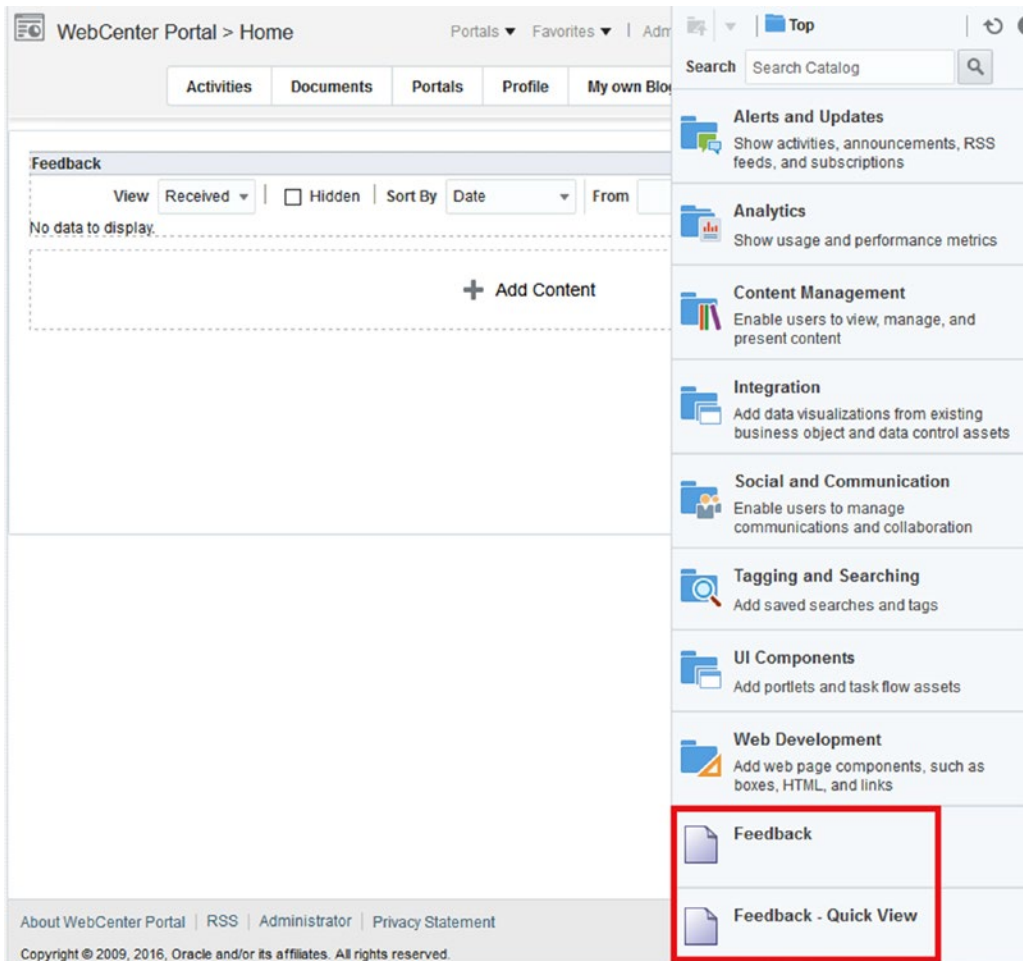 WebCenter Portal > Home
Portals Favorites | Adm
Activities Documents Portals Profile My own Blo
Feedback
View Received | Hidden | Sort By Date | From
No data to display.
Add Content
About WebCenter Portal | RSS | Administrator | Privacy Statement
Copyright © 2009, 2016, Oracle and/or its affiliates. All rights reserved.
Top
Search Search Catalog
Alerts and Updates
Show activities, announcements, RSS
feeds, and subscriptions
Analytics
Show usage and performance metrics
Content Management
Enable users to view, manage, and
present content
Integration
Add data visualizations from existing
business object and data control assets
Social and Communication
Enable users to manage
communications and collaboration
Tagging and Searching
Add saved searches and tags
UI Components
Add portlets and task flow assets
Web Development
Add web page components, such as
boxes, HTML, and links
Feedback
Feedback - Quick View